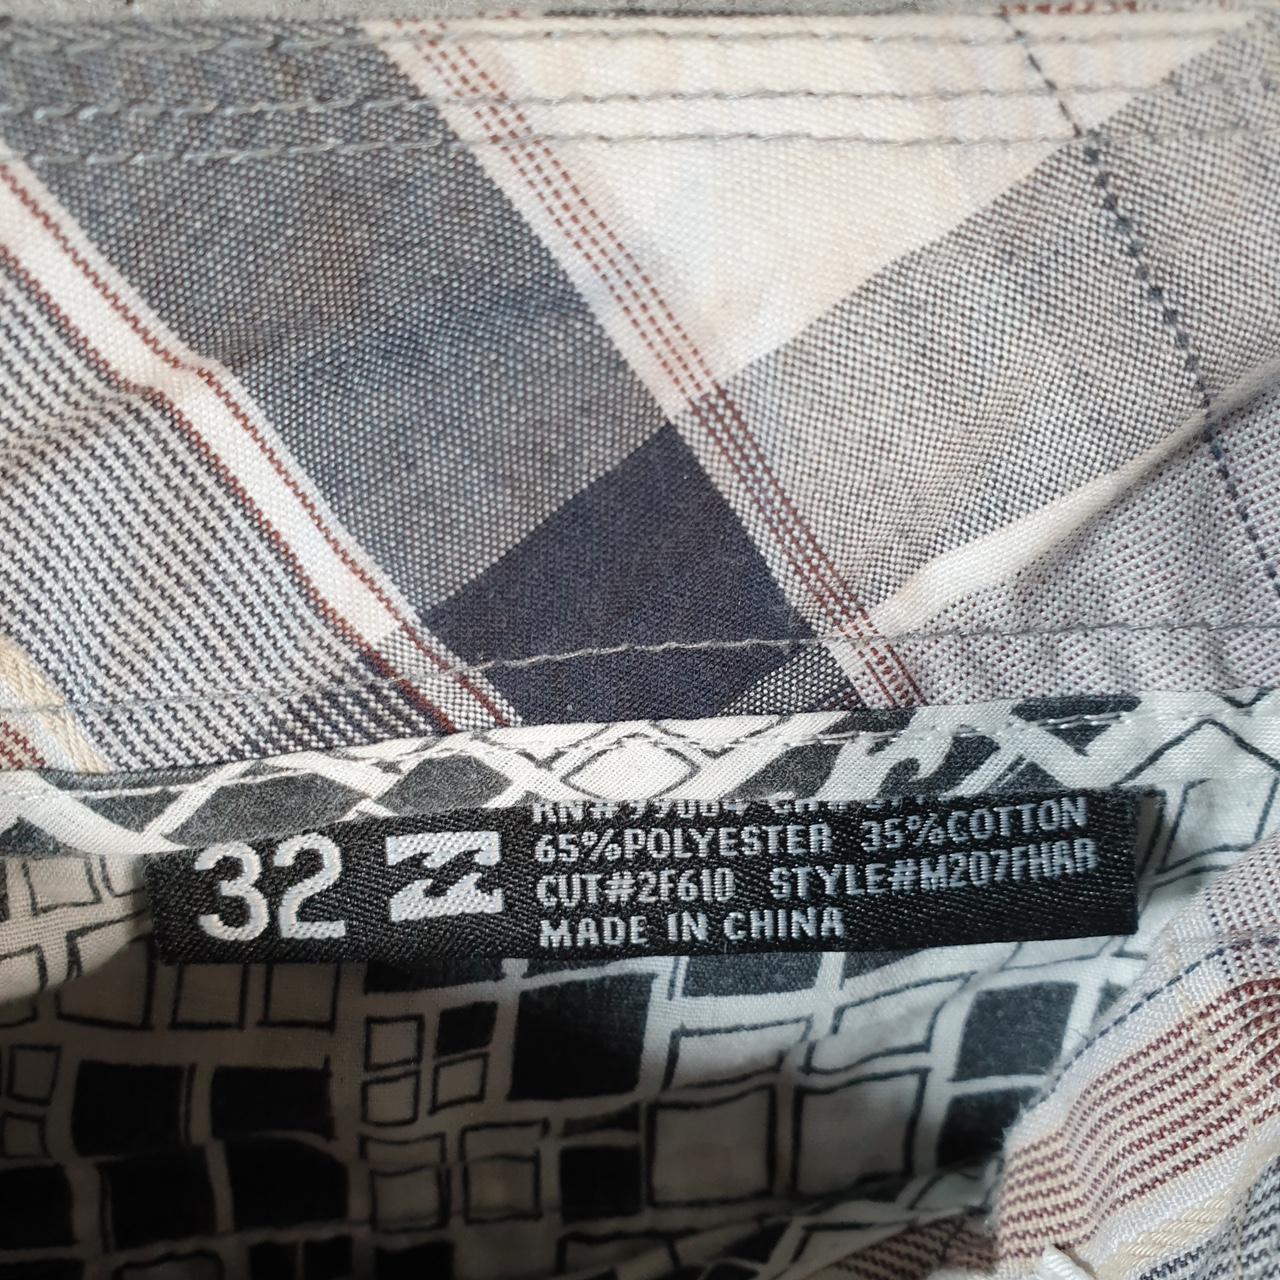 32
65%POLYESTER 35%COTTON
CUT#2F610 STYLE#M207FHAR
MADE IN CHINA